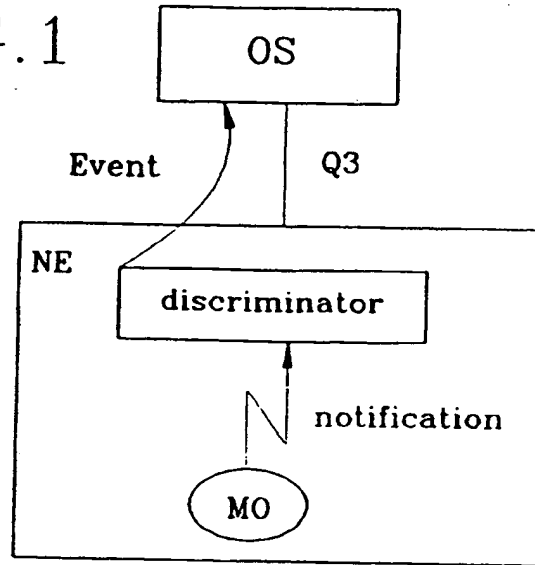 .1
OS
Event
Q3
NE
discriminator
notification
MO